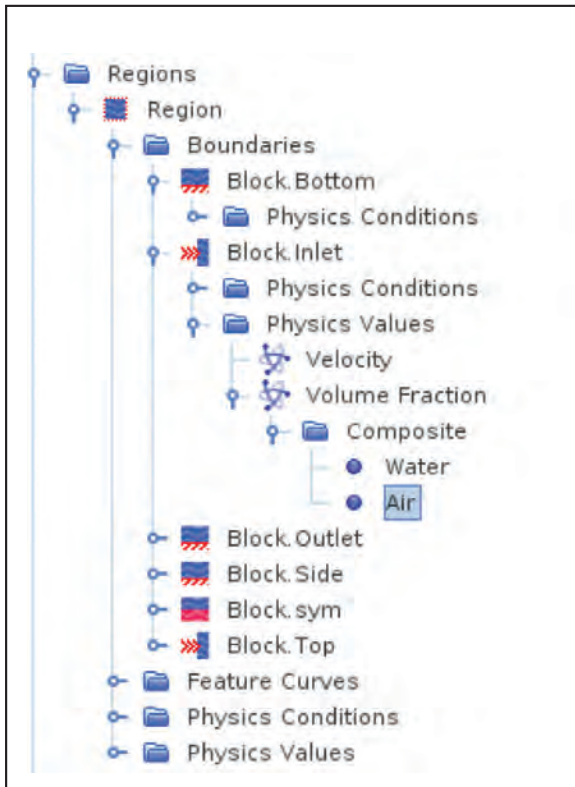 Regions
Region
Boundaries
Block.Bottom
Physics Conditions
Block.Inlet
Physics Conditions
Physics Values
Velocity
Volume Fraction
Composite
Water
Air
Block.Outlet
Block.Side
Block.sym
Block.Top
Feature Curves
Physics Conditions
Physics Values